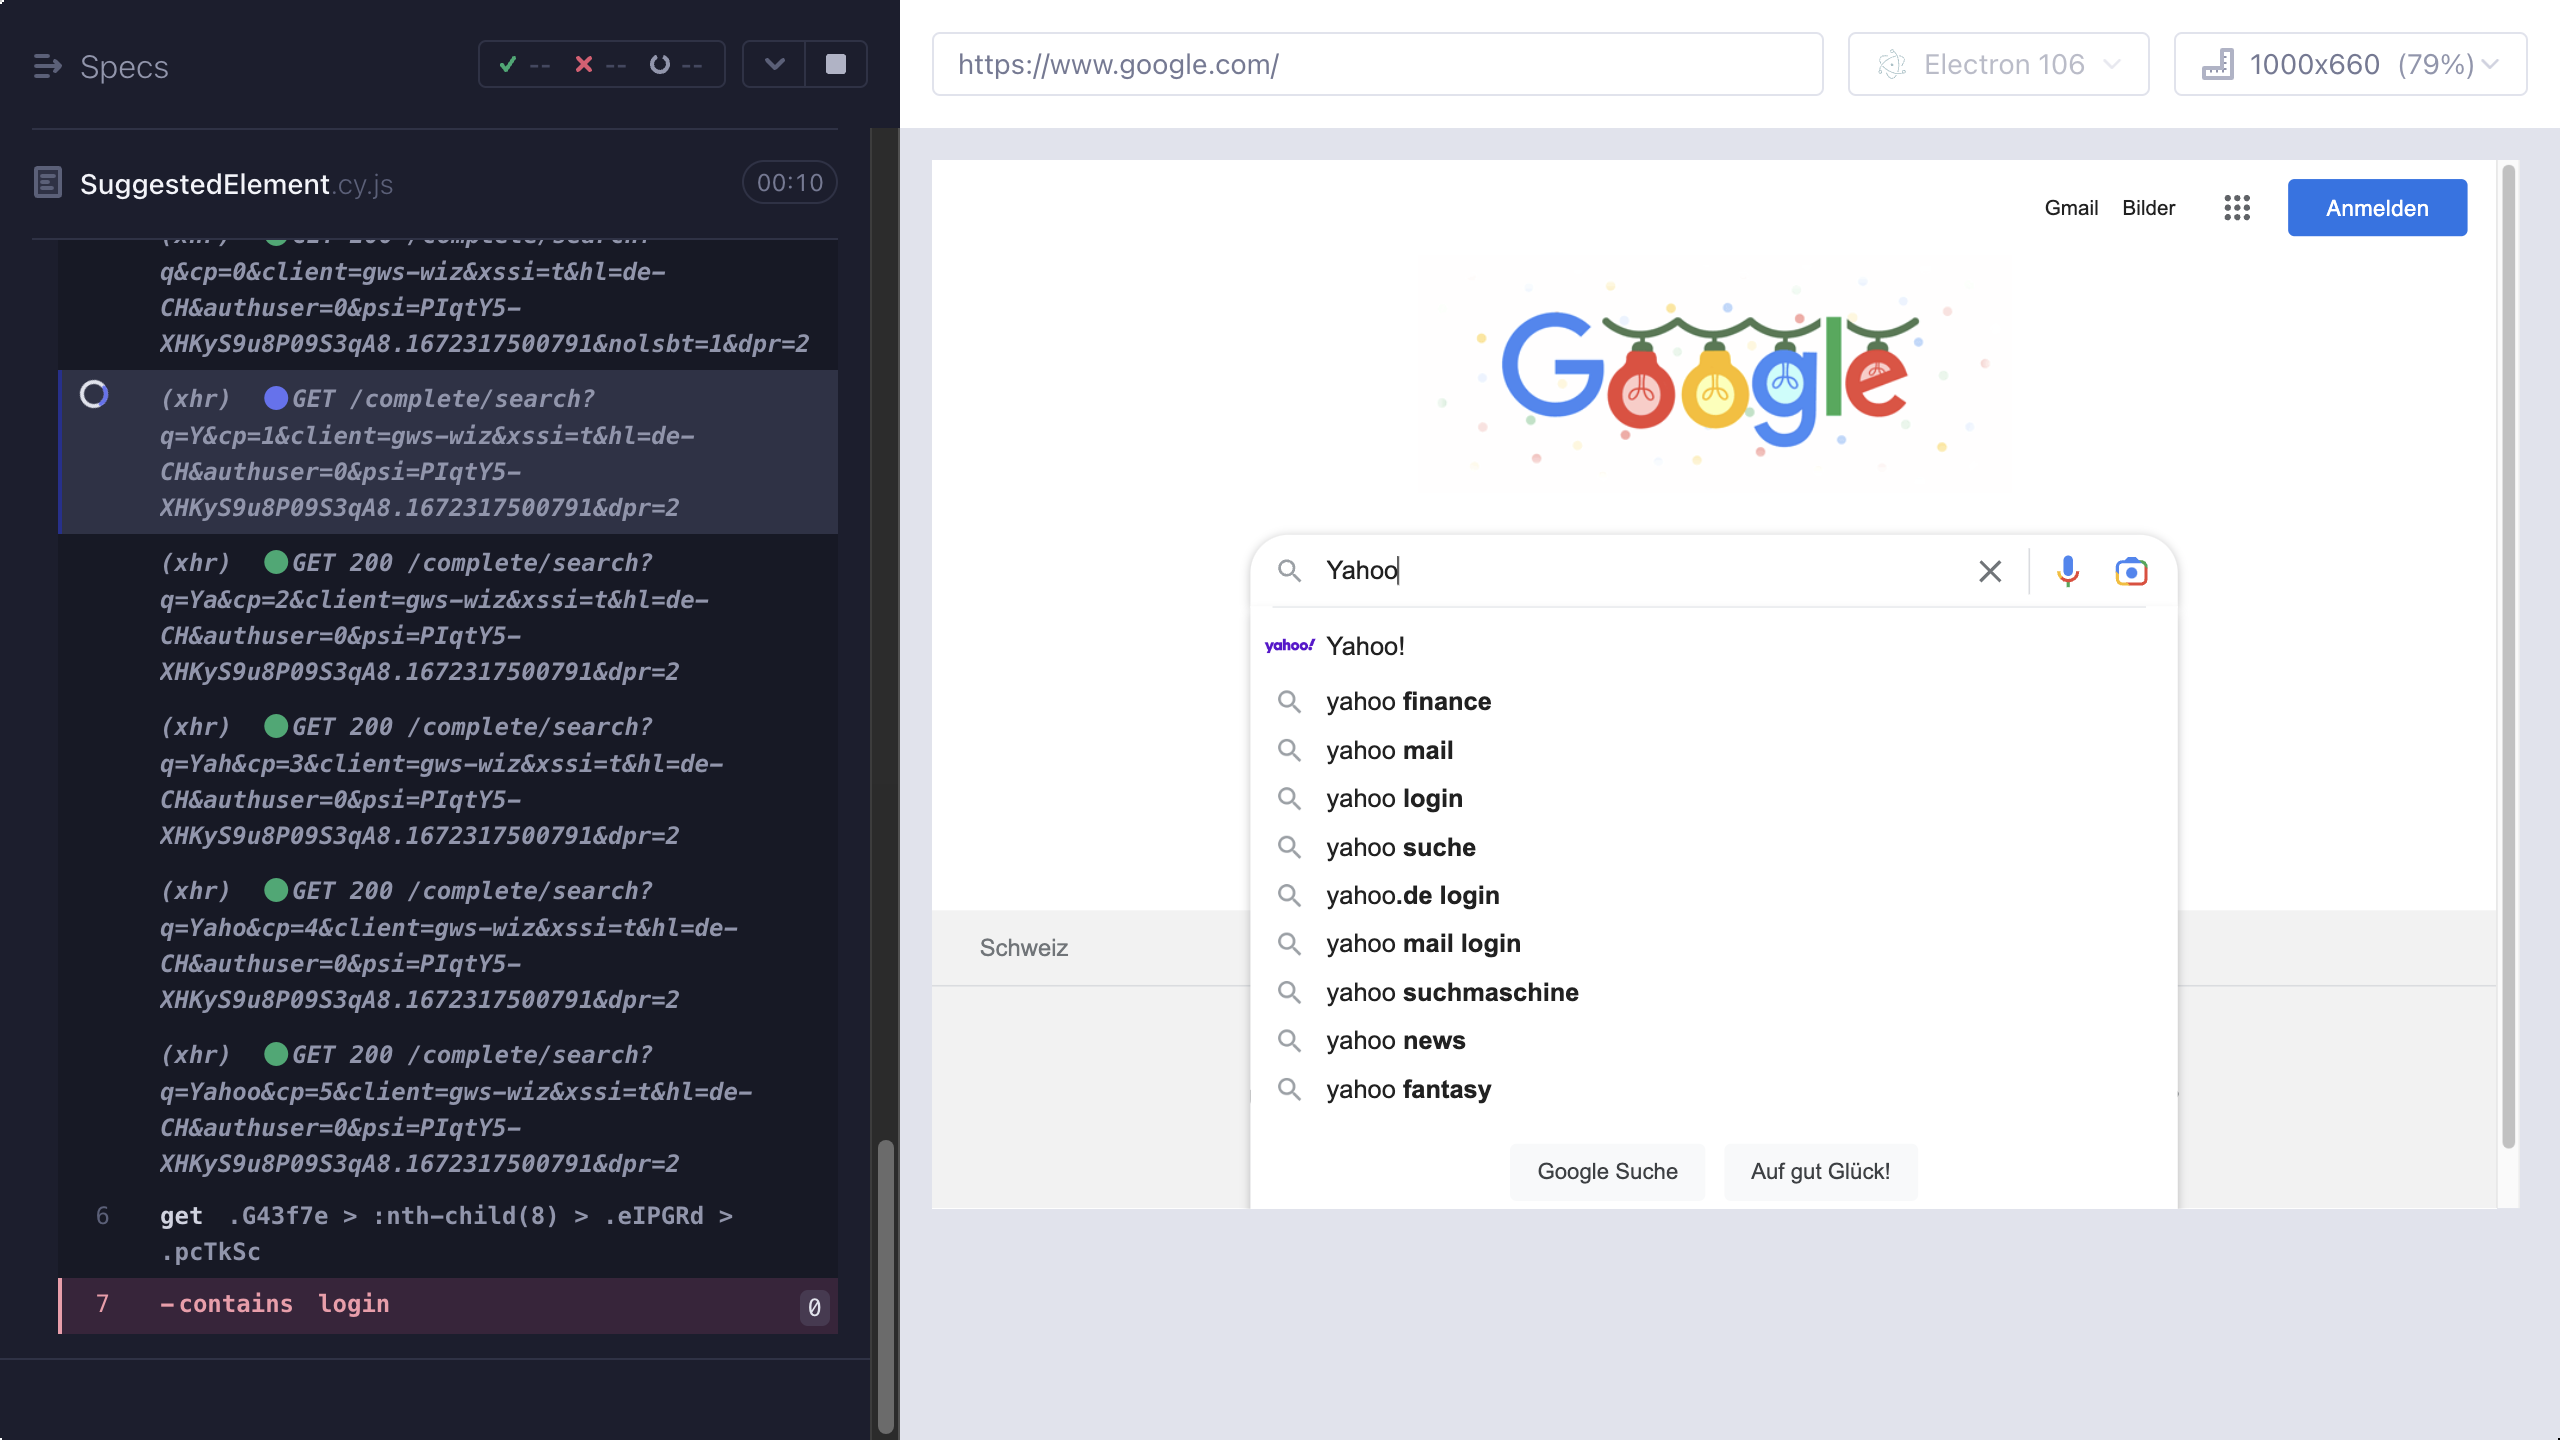 Specs
-- -- --
SuggestedElement.cy.js
00:10
(xhr) GET 200 /complete/search?
q&cp=0&client=gws-wiz&xssi=t&hl=de-
CH&authuser=0&psi=PIqtY5-
XHKyS9u8P09S3qA8.1672317500791&nolsbt=1&dpr=2
(xhr) GET /complete/search?
q=Y&cp=1&client=gws-wiz&xssi=t&hl=de-
CH&authuser=0&psi=PIqtY5-
XHKyS9u8P09S3qA8.1672317500791&dpr=2
(xhr) GET 200 /complete/search?
q=Ya&cp=2&client=gws-wiz&xssi=t&hl=de-
CH&authuser=0&psi=PIqtY5-
XHKyS9u8P09S3qA8.1672317500791&dpr=2
(xhr) GET 200 /complete/search?
q=Yah&cp=3&client=gws-wiz&xssi=t&hl=de-
CH&authuser=0&psi=PIqtY5-
XHKyS9u8P09S3qA8.1672317500791&dpr=2
(xhr) GET 200 /complete/search?
q=Yaho&cp=4&client=gws-wiz&xssi=t&hl=de-
CH&authuser=0&psi=PIqtY5-
XHKyS9u8P09S3qA8.1672317500791&dpr=2
(xhr) GET 200 /complete/search?
q=Yahoo&cp=5&client=gws-wiz&xssi=t&hl=de-
CH&authuser=0&psi=PIqtY5-
XHKyS9u8P09S3qA8.1672317500791&dpr=2
6 get .G43f7e > :nth-child(8) > .eIPGRd >
.pcTkSc
7 -contains login 0
https://www.google.com/
Electron 106
1000x660 (79%)
Gmail Bilder
Anmelden
Google
Yahoo
yahoo! Yahoo!
yahoo finance
yahoo mail
yahoo login
yahoo suche
yahoo.de login
yahoo mail login
yahoo suchmaschine
yahoo news
yahoo fantasy
Schweiz
Google Suche
Auf gut Glück!